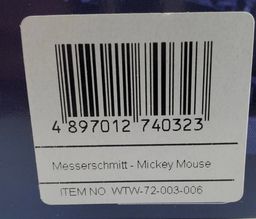 4 897012 740323
Messerschmitt - Mickey Mouse
ITEM NO. WTW-72-003-006